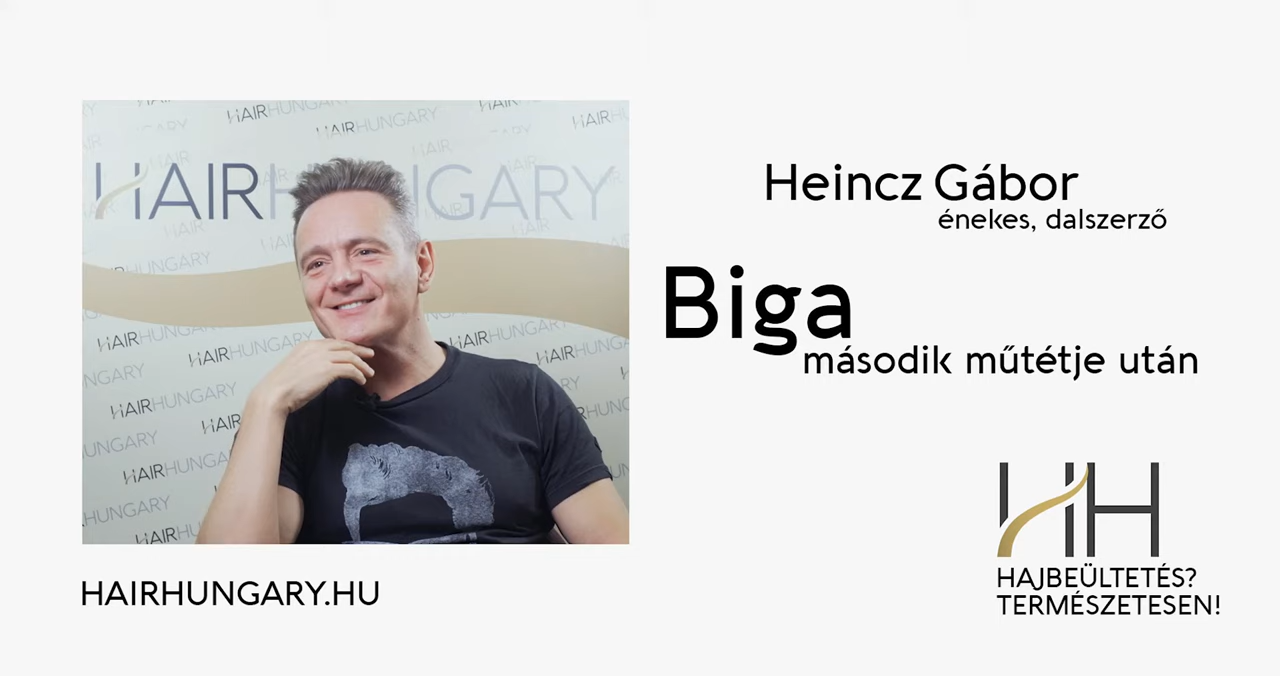 HAIRHUNGARY
Heincz Gábor
énekes, dalszerző
Biga
második műtétje után
HAIRHUNGARY.HU
HH
HAJBEÜLTETÉS?
TERMÉSZETESEN!